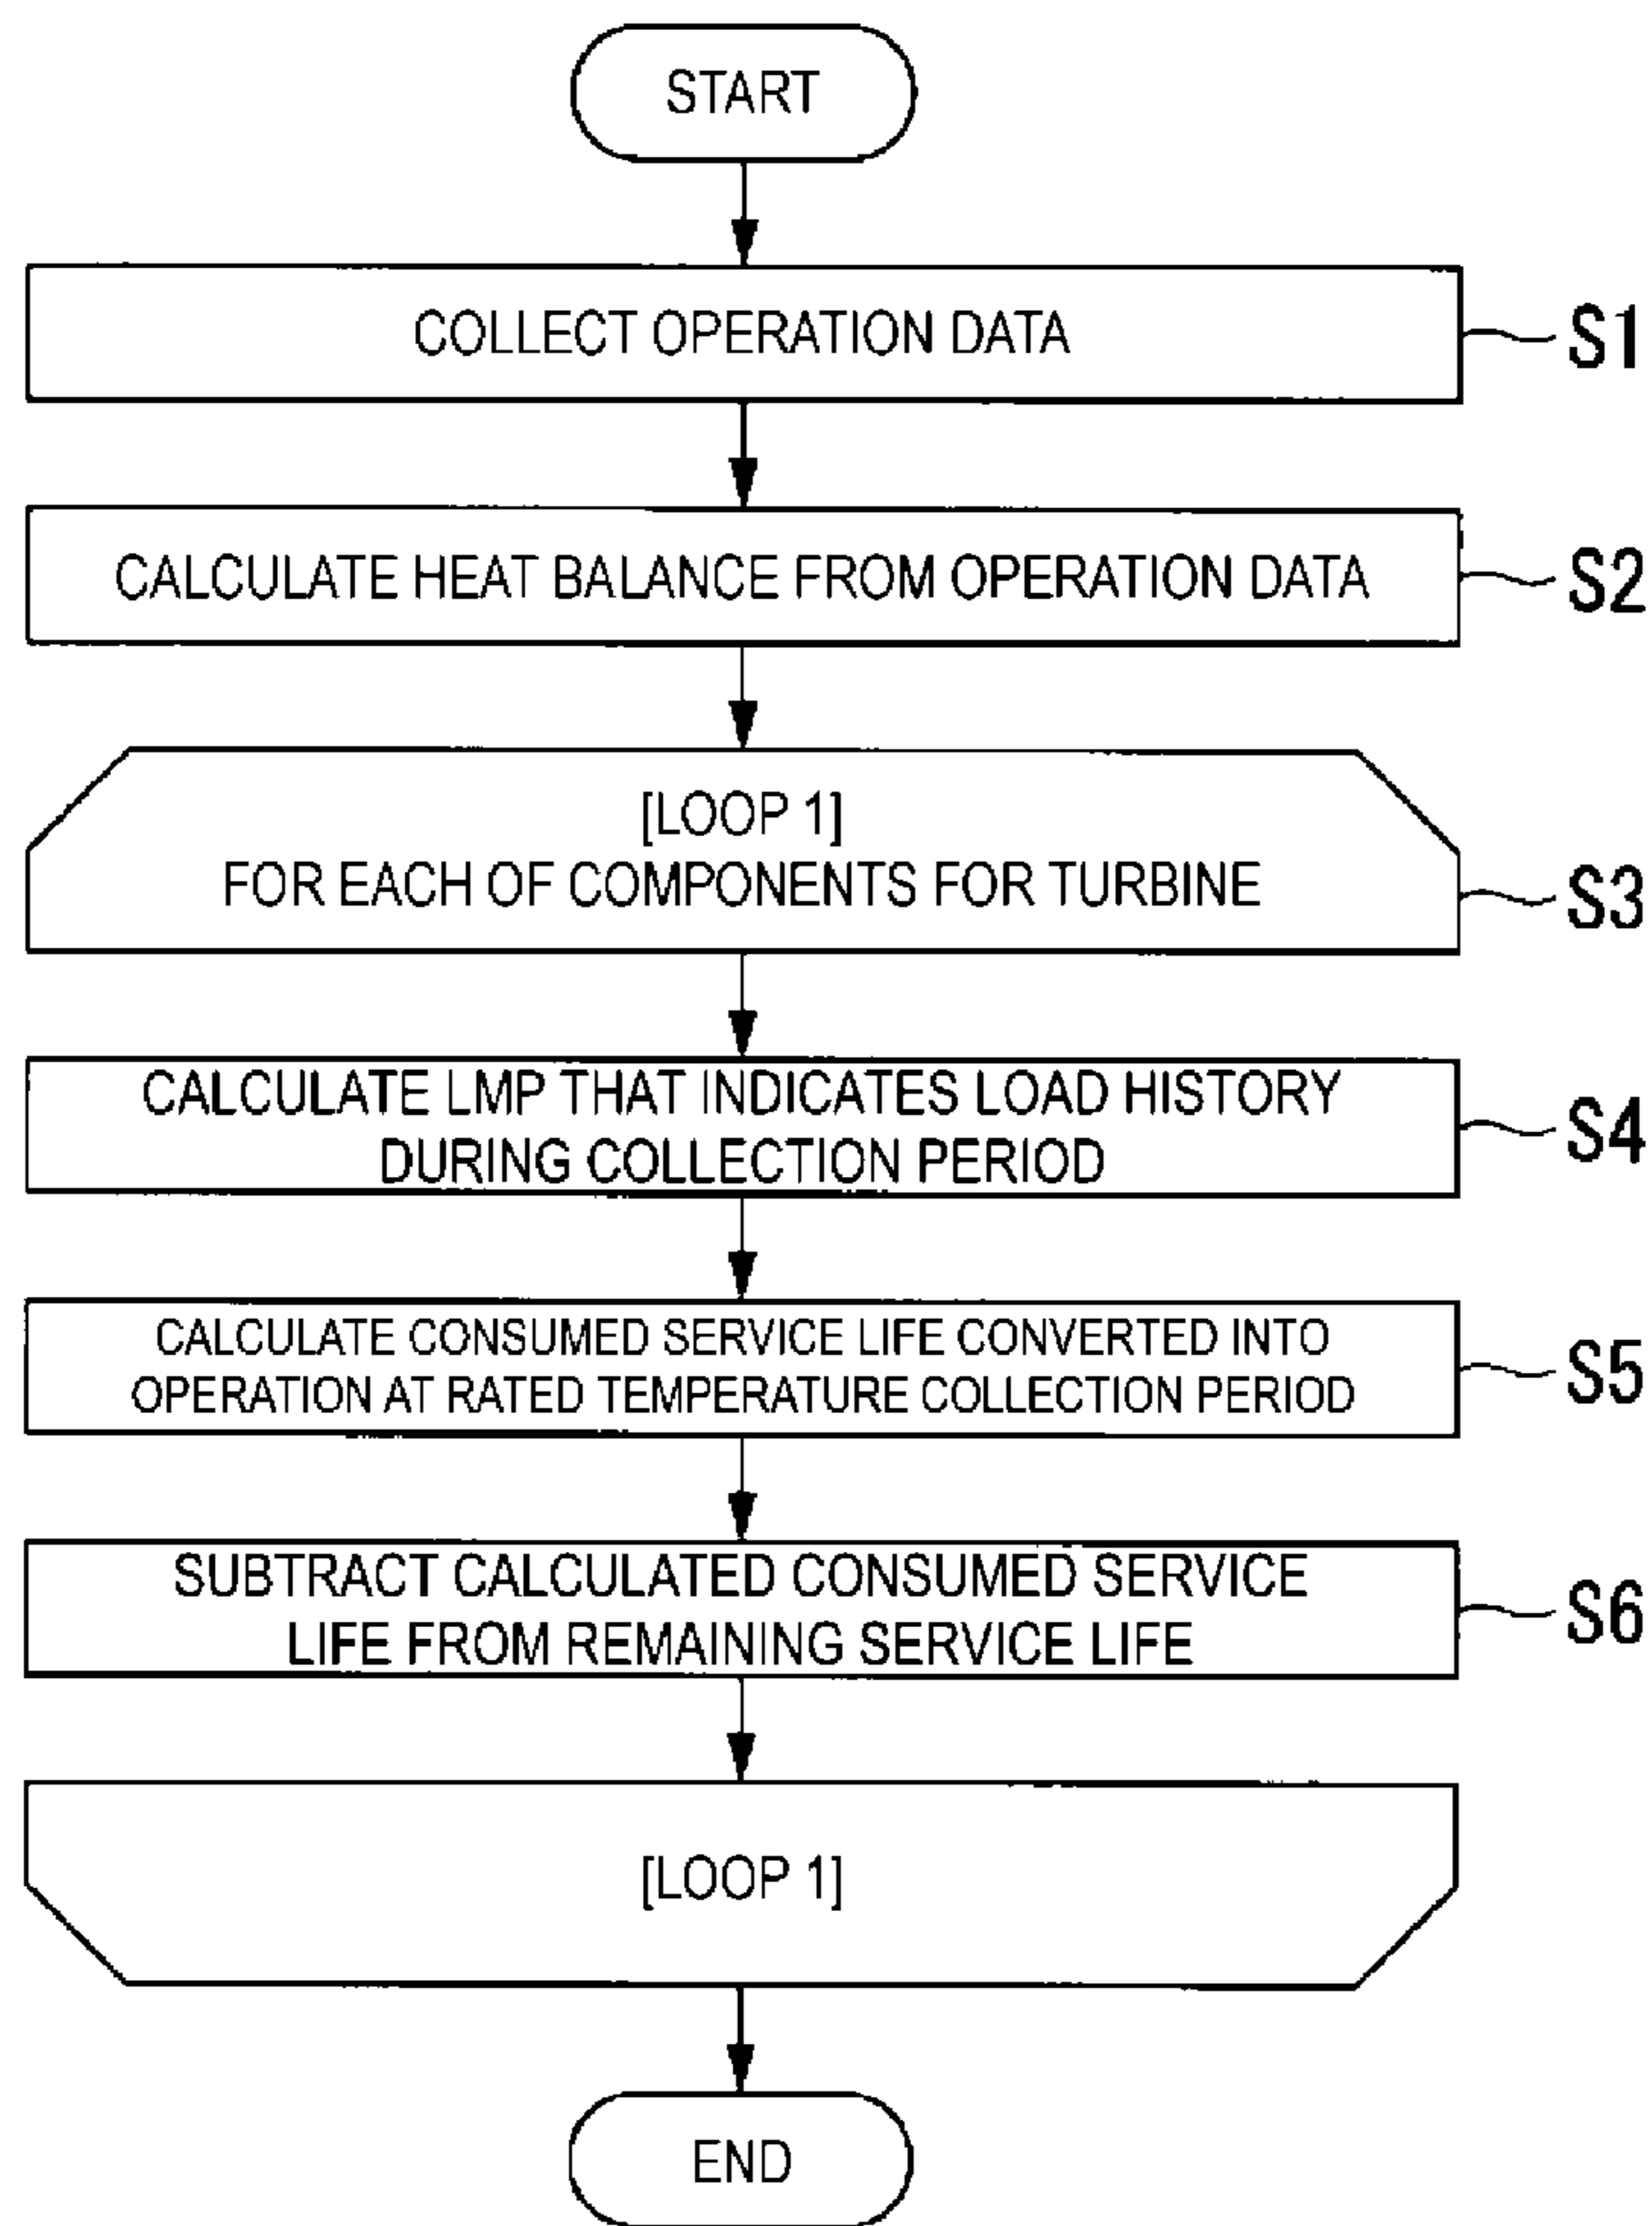 START
COLLECT OPERATION DATA
S1
CALCULATE HEAT BALANCE FROM OPERATION DATA
S2
[LOOP 1]
FOR EACH OF COMPONENTS FOR TURBINE
S3
CALCULATE LMP THAT INDICATES LOAD HISTORY
DURING COLLECTION PERIOD
S4
CALCULATE CONSUMED SERVICE LIFE CONVERTED INTO
OPERATION AT RATED TEMPERATURE COLLECTION PERIOD
S5
SUBTRACT CALCULATED CONSUMED SERVICE
LIFE FROM REMAINING SERVICE LIFE
S6
[LOOP 1]
END